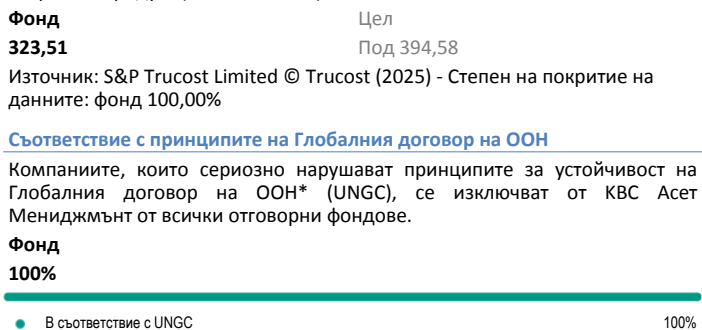 Фонд Цел
323,51 Под 394,58
Източник: S&P Trucost Limited © Trucost (2025) - Степен на покритие на
данните: фонд 100,00%
Съответствие с принципите на Глобалния договор на ООН
Компаниите, които сериозно нарушават принципите за устойчивост на
Глобалния договор на ООН* (UNGC), се изключват от KBC Асет
Мениджмънт от всички отговорни фондове.
Фонд
100%
В съответствие с UNGC 100%